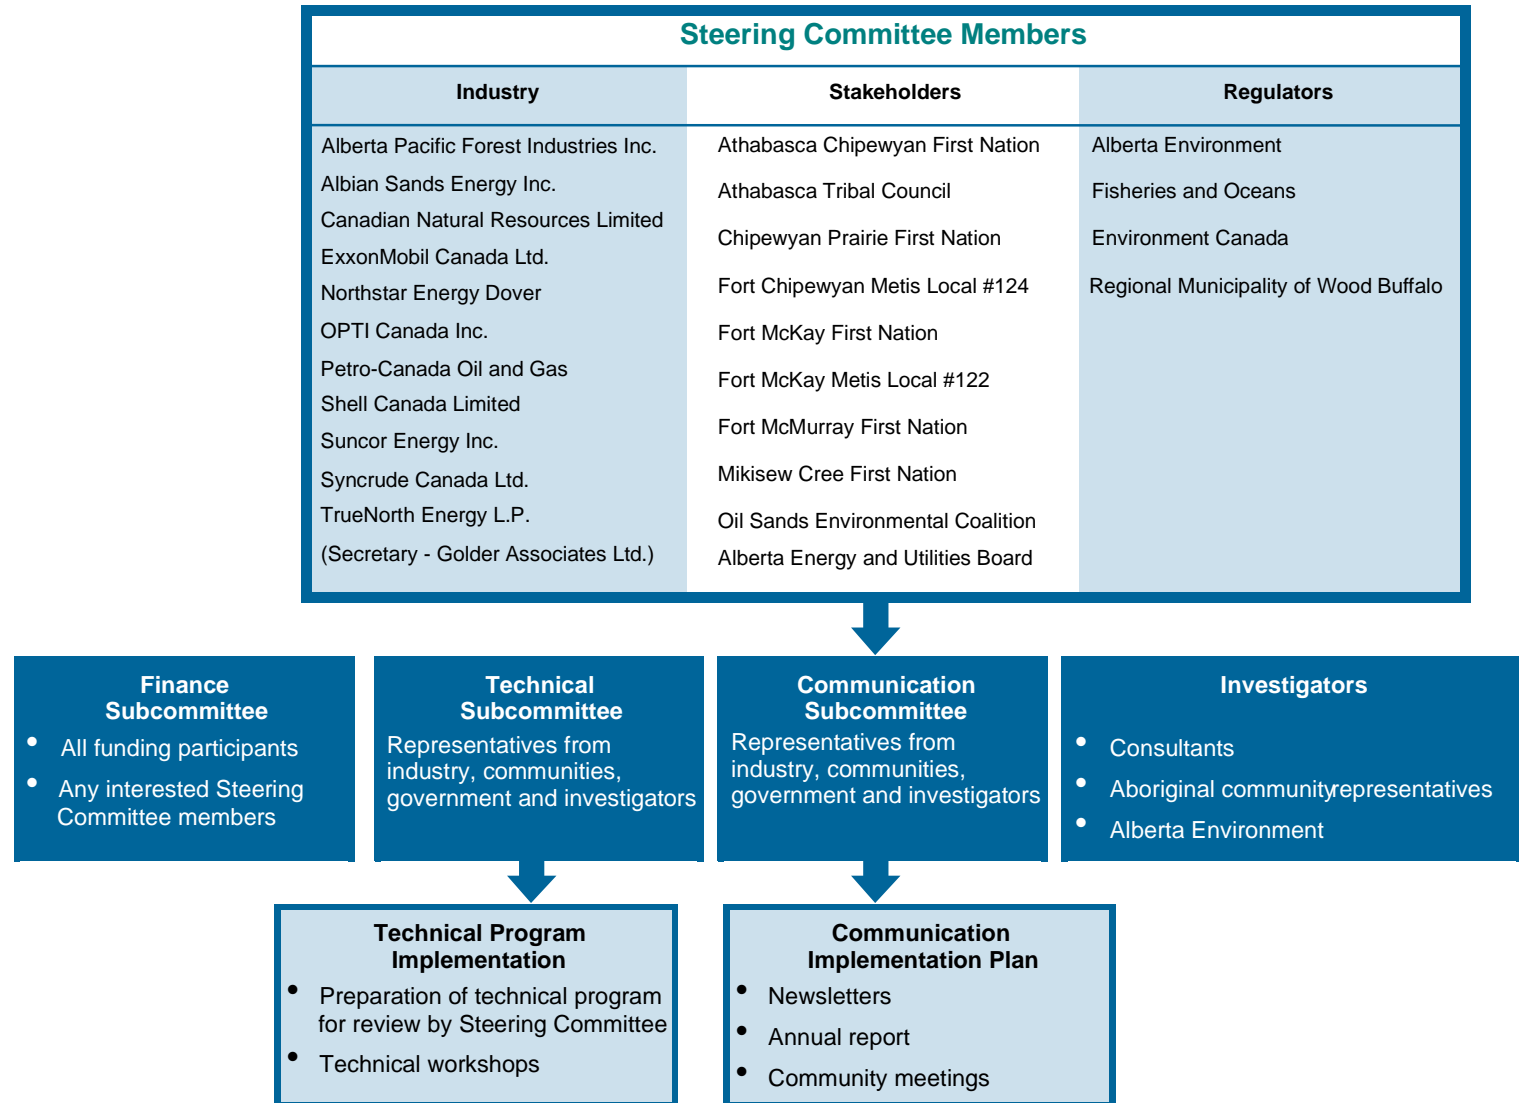 Steering Committee Members
Industry
Alberta Pacific Forest Industries Inc.
Albian Sands Energy Inc.
Canadian Natural Resources Limited
ExxonMobil Canada Ltd.
Northstar Energy Dover
OPTI Canada Inc.
Petro-Canada Oil and Gas
Shell Canada Limited
Suncor Energy Inc.
Syncrude Canada Ltd.
TrueNorth Energy L.P.
(Secretary - Golder Associates Ltd.)
Stakeholders
Athabasca Chipewyan First Nation
Athabasca Tribal Council
Chipewyan Prairie First Nation
Fort Chipewyan Metis Local #124
Fort McKay First Nation
Fort McKay Metis Local #122
Fort McMurray First Nation
Mikisew Cree First Nation
Oil Sands Environmental Coalition
Alberta Energy and Utilities Board
Regulators
Alberta Environment
Fisheries and Oceans
Environment Canada
Regional Municipality of Wood Buffalo
Finance
Subcommittee
• All funding participants
• Any interested Steering
Committee members
Technical
Subcommittee
Representatives from
industry, communities,
government and investigators
Communication
Subcommittee
Representatives from
industry, communities,
government and investigators
Investigators
• Consultants
• Aboriginal communityrepresentatives
• Alberta Environment
Technical Program
Implementation
• Preparation of technical program
for review by Steering Committee
• Technical workshops
Communication
Implementation Plan
• Newsletters
• Annual report
• Community meetings